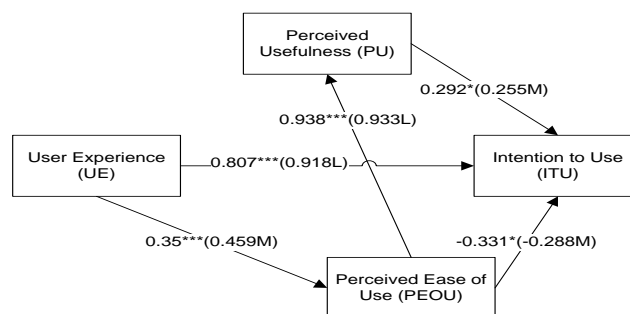 Perceived
Usefulness (PU)
0.292*(0.255M)
0.938***(0.933L)
User Experience
(UE)
0.807***(0.918L)
Intention to Use
(ITU)
0.35***(0.459M)
-0.331*(-0.288M)
Perceived Ease of
Use (PEOU)